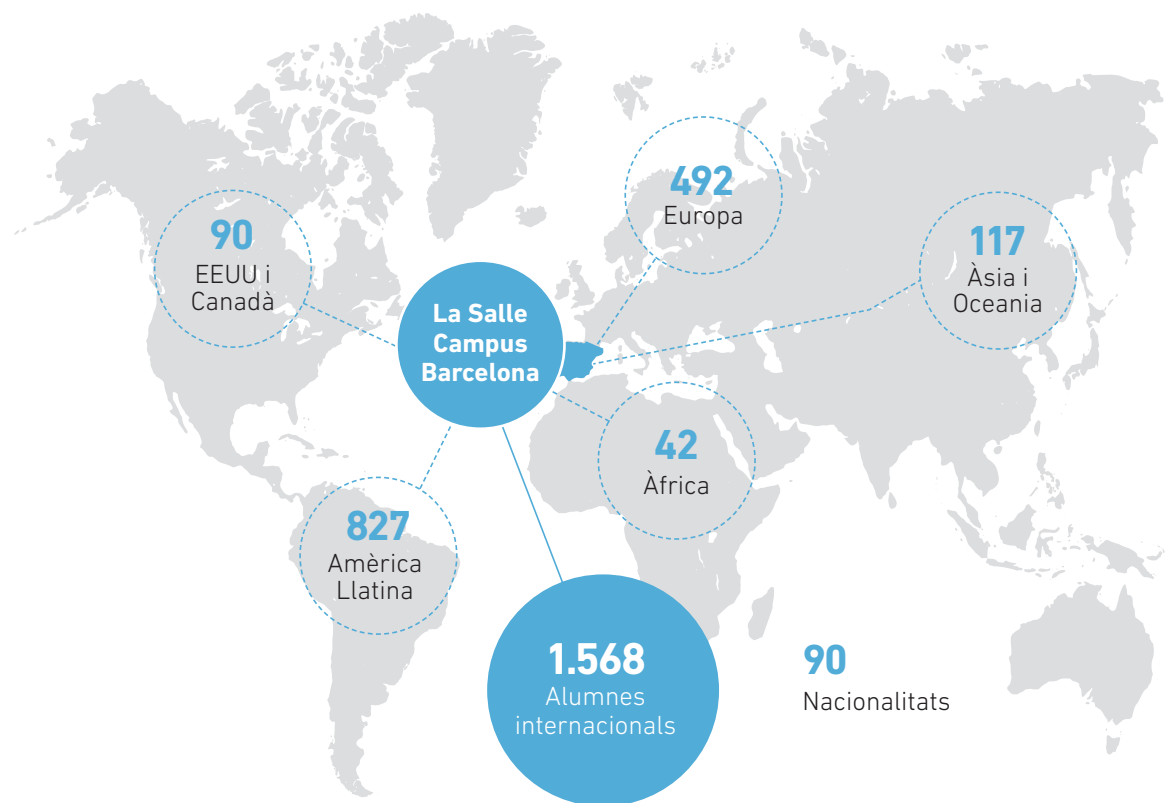 492
Europa
90
EEUU i
Canadà
117
Àsia i
Oceania
La Salle
Campus
Barcelona
42
Àfrica
827
Amèrica
Llatina
1.568
Alumnes
internacionals
90
Nacionalitats